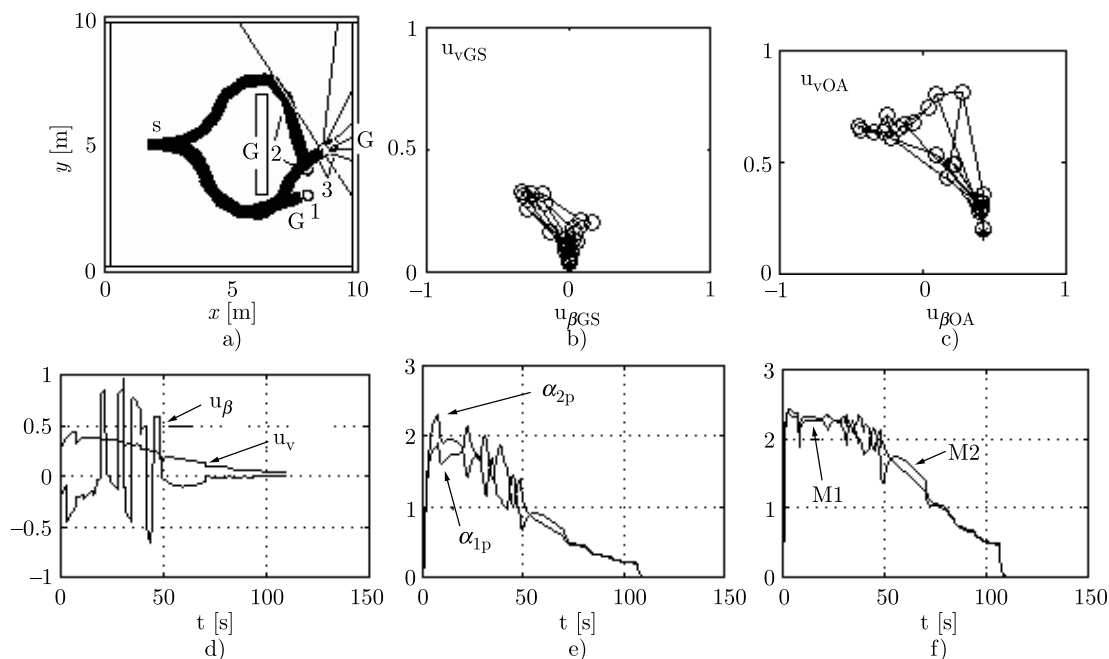 10
y [m]
5
0
s
G
2
G
3
1
G
0
5
10
x [m]
a)
1
u_vGS
0.5
0
−1
0
1
u_βGS
b)
1
u_vOA
0.5
0
−1
0
1
u_βOA
c)
1
0.5
0
−0.5
−1
u_β
u_v
0
50
100
150
t [s]
d)
3
2
1
0
α_2p
α_1p
0
50
100
150
t [s]
e)
3
2
1
0
M2
M1
0
50
100
150
t [s]
f)